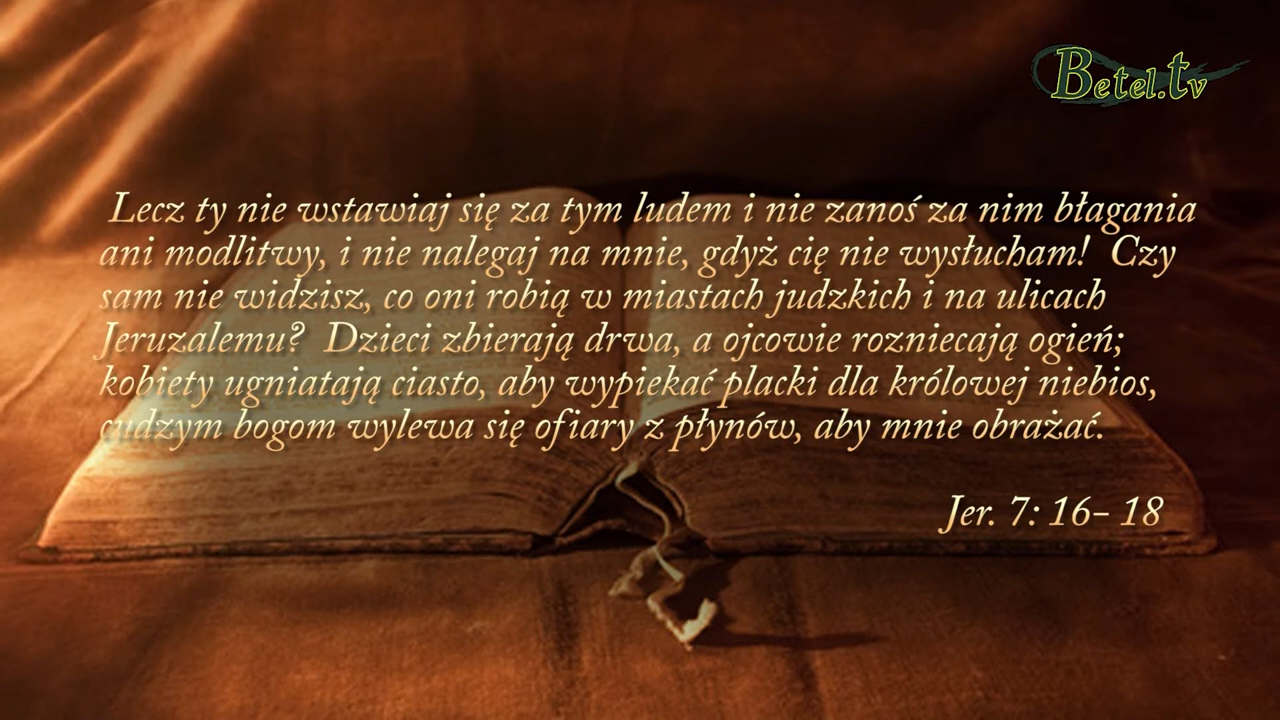 Betel.tv
Lecz ty nie wstawiaj się za tym ludem i nie zanoś za nim błagania
ani modlitwy, i nie nalegaj na mnie, gdyż cię nie wysłucham! Czy
sam nie widzisz, co oni robią w miastach judzkich i na ulicach
Jeruzalemu? Dzieci zbierają drwa, a ojcowie rozniecają ogień;
kobiety ugniatają ciasto, aby wypiekać placki dla królowej niebios,
cudzym bogom wylewa się ofiary z płynów, aby mnie obrażać.
Jer. 7: 16- 18